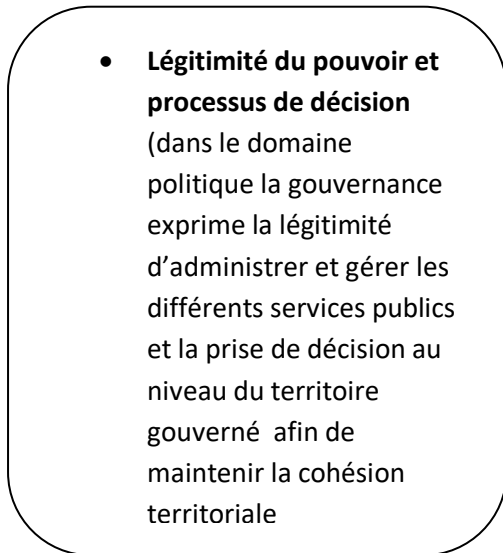 • Légitimité du pouvoir et
processus de décision
(dans le domaine
politique la gouvernance
exprime la légitimité
d’administrer et gérer les
différents services publics
et la prise de décision au
niveau du territoire
gouverné  afin de
maintenir la cohésion
territoriale